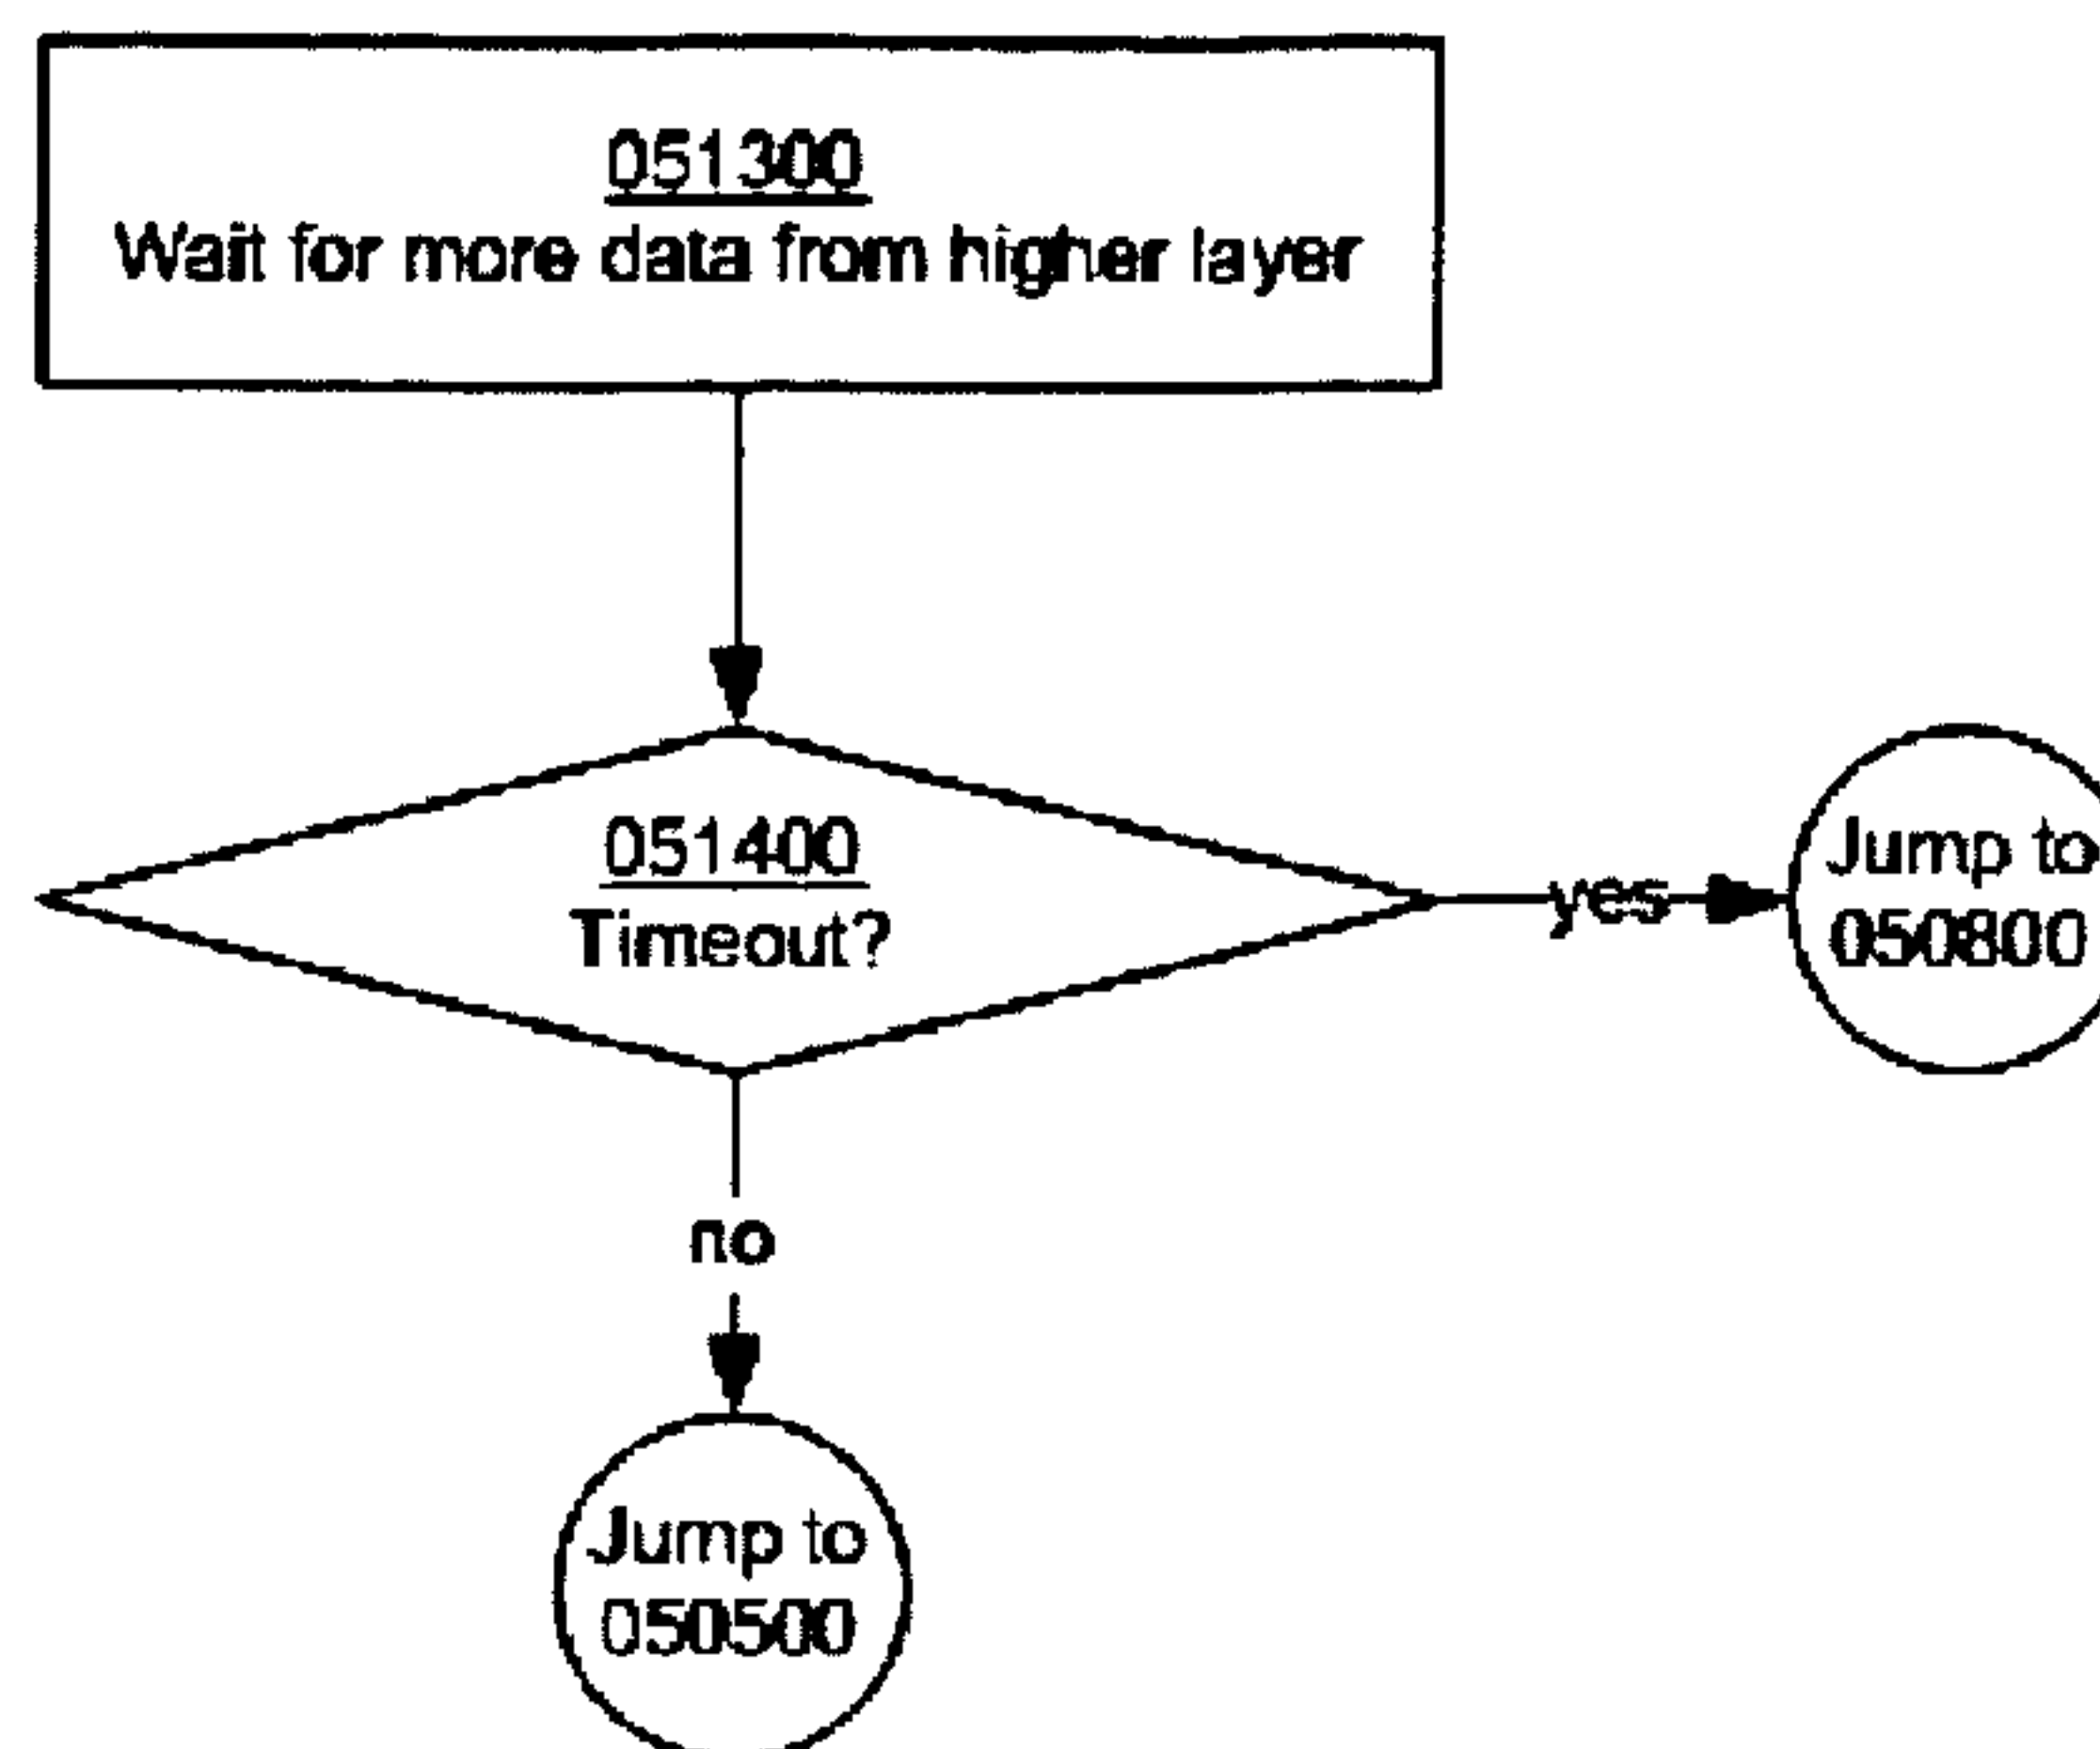 051300
Wait for more data from higher layer
051400
Timeout?
yes
Jump to
050800
no
Jump to
050500